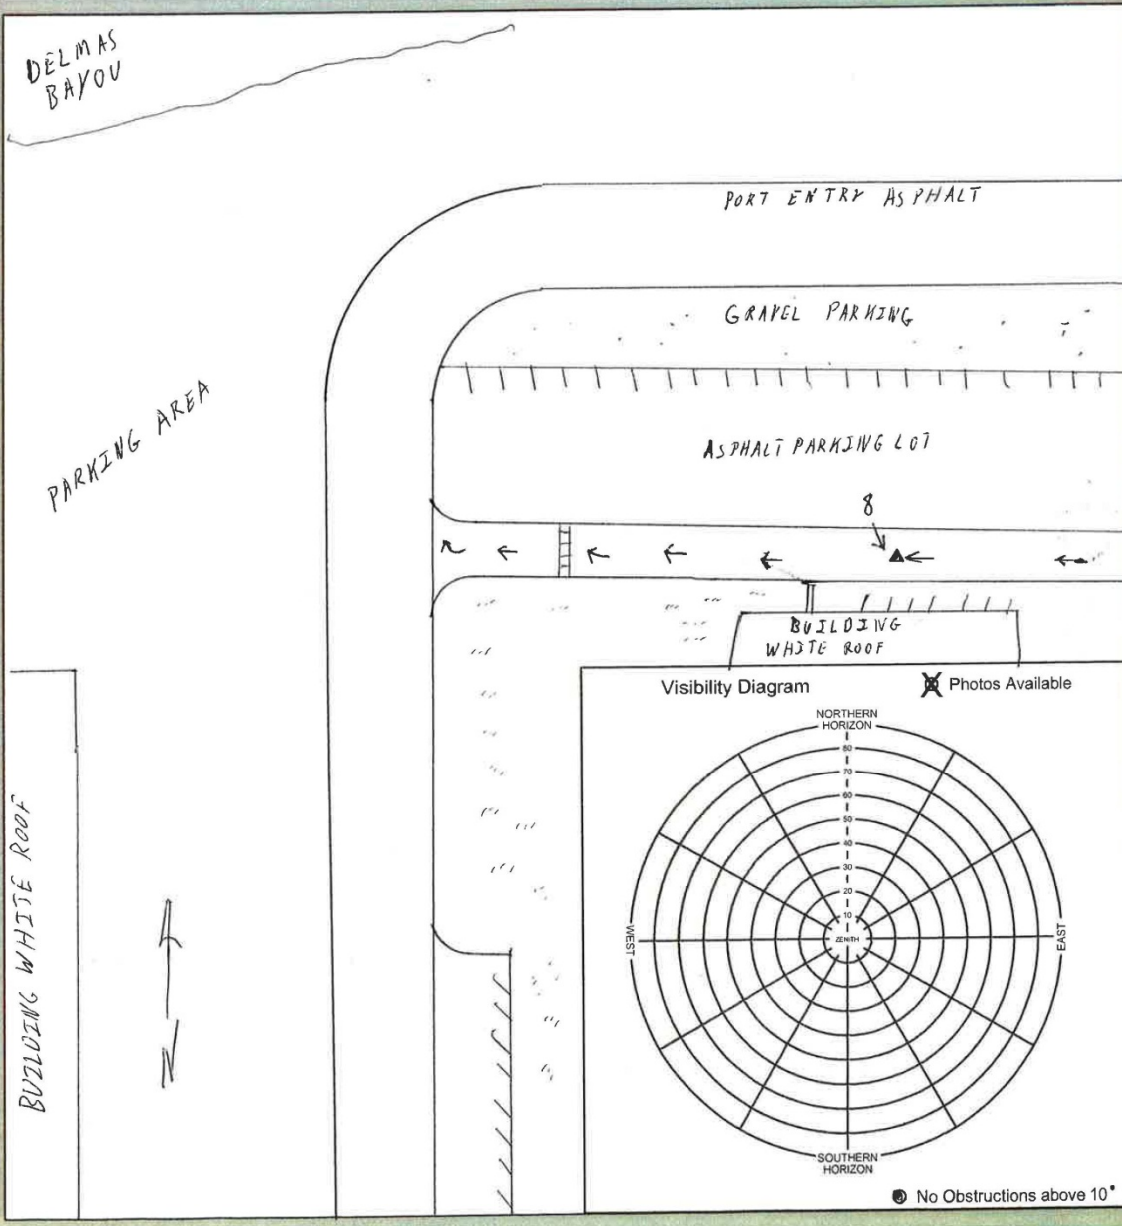 DELMAS
BAYOU
PORT ENTRY ASPHALT
GRAVEL PARKING
PARKING AREA
ASPHALT PARKING LOT
8
BUILDING
WHITE ROOF
Visibility Diagram
Photos Available
NORTHERN
HORIZON
80
70
60
50
40
30
20
10
ZENITH
WEST
EAST
SOUTHERN
HORIZON
No Obstructions above 10°
BUILDING WHITE ROOF
N